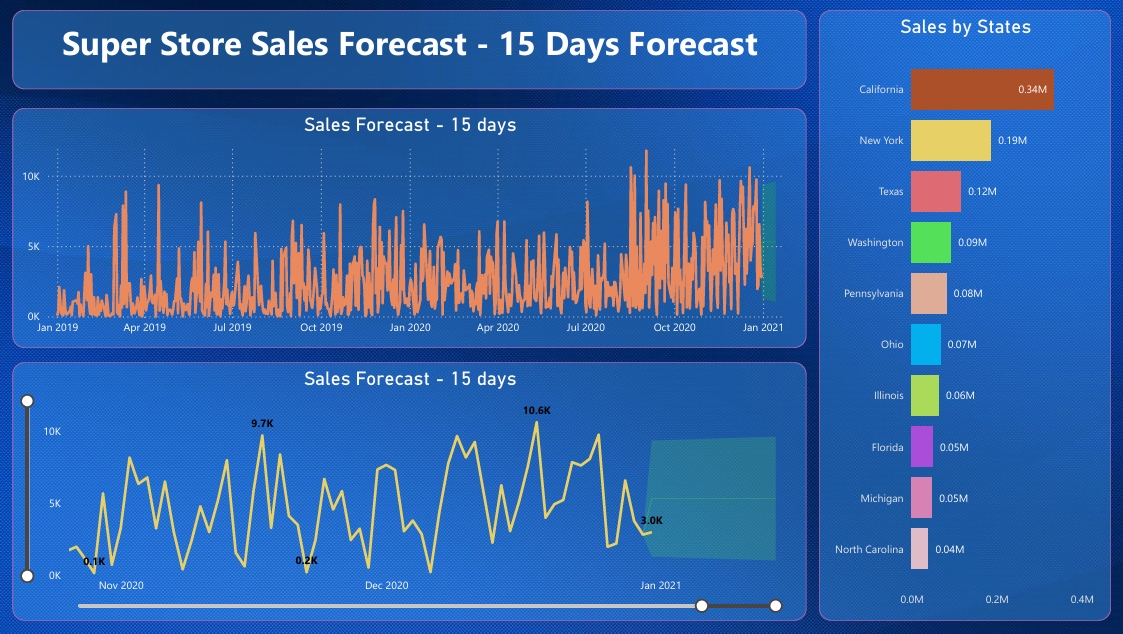 Super Store Sales Forecast - 15 Days Forecast
Sales Forecast - 15 days
10K
5K
0K
Jan 2019 Apr 2019 Jul 2019 Oct 2019 Jan 2020 Apr 2020 Jul 2020 Oct 2020 Jan 2021
Sales Forecast - 15 days
10.6K
9.7K
10K
5K
3.0K
0.1K 0.2K
0K
Nov 2020 Dec 2020 Jan 2021
Sales by States
California 0.34M
New York 0.19M
Texas 0.12M
Washington 0.09M
Pennsylvania 0.08M
Ohio 0.07M
Illinois 0.06M
Florida 0.05M
Michigan 0.05M
North Carolina 0.04M
0.0M 0.2M 0.4M